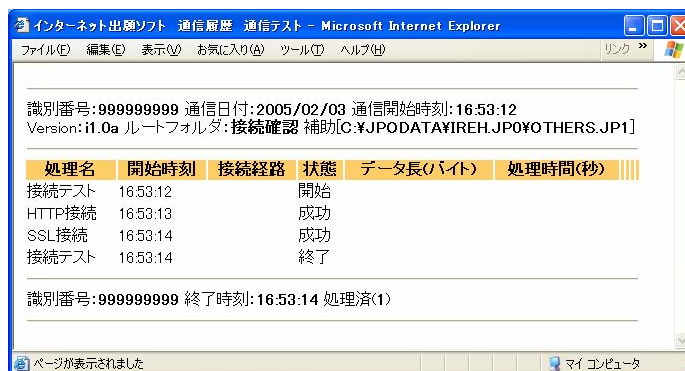 インターネット出願ソフト 通信履歴 通信テスト - Microsoft Internet Explorer
ファイル(F) 編集(E) 表示(V) お気に入り(A) ツール(T) ヘルプ(H) リンク »
識別番号:999999999 通信日付:2005/02/03 通信開始時刻:16:53:12
Version:i1.0a ルートフォルダ:接続確認 補助[C:¥JPODATA¥IREH.JP0¥OTHERS.JP1]
処理名 開始時刻 接続経路 状態 データ長(バイト) 処理時間(秒)
接続テスト 16:53:12 開始
HTTP接続 16:53:13 成功
SSL接続 16:53:14 成功
接続テスト 16:53:14 終了
識別番号:999999999 終了時刻:16:53:14 処理済(1)
ページが表示されました マイ コンピュータ